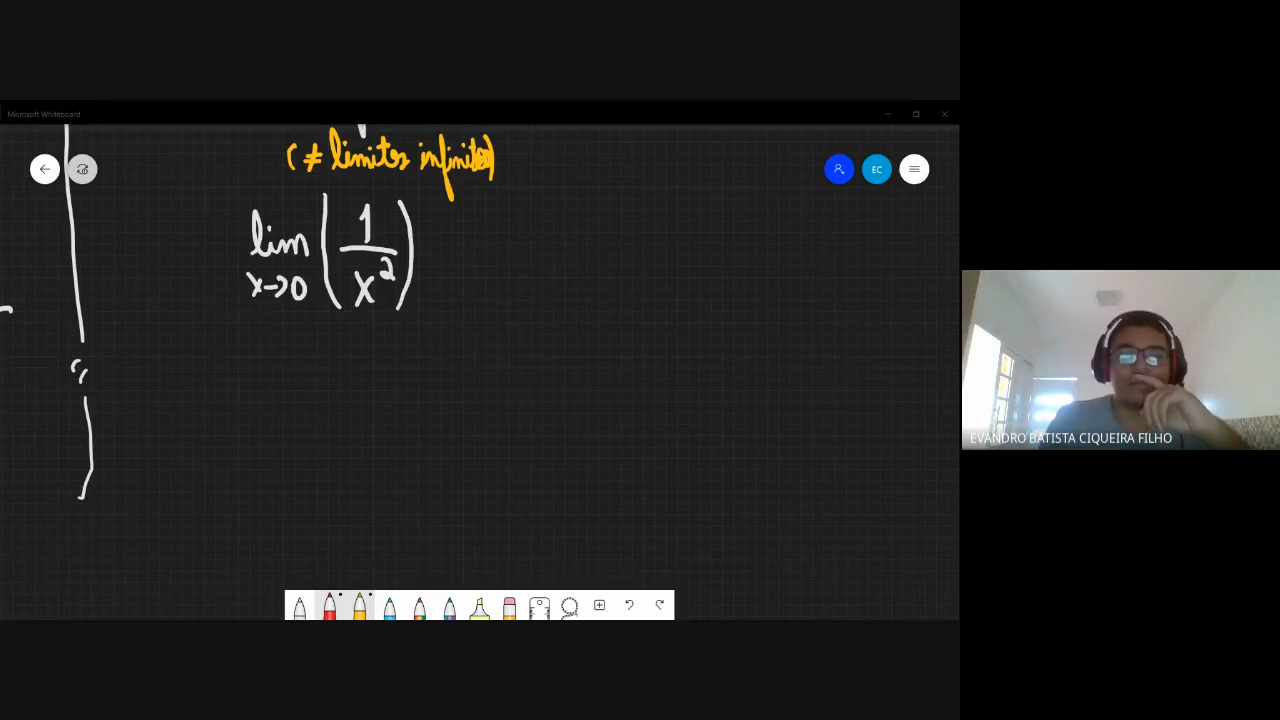 Microsoft Whiteboard
(≠ limites infinitos)
EC
lim (1/x²)
x→0
EVANDRO BATISTA CIQUEIRA FILHO